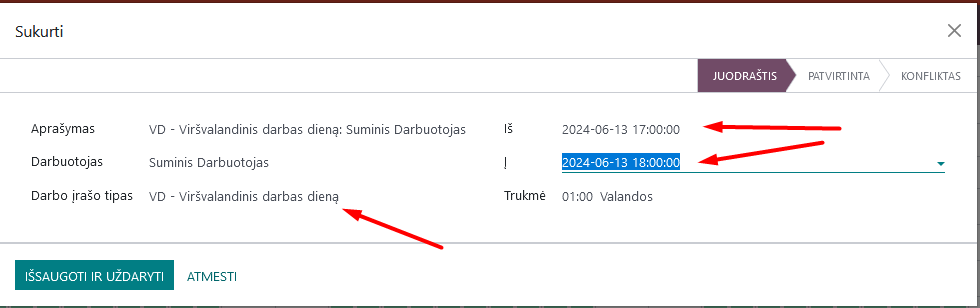 Sukurti
JUODRAŠTIS PATVIRTINTA KONFLIKTAS
Aprašymas VD - Viršvalandinis darbas dieną: Suminis Darbuotojas Iš 2024-06-13 17:00:00
Darbuotojas Suminis Darbuotojas Į 2024-06-13 18:00:00
Darbo įrašo tipas VD - Viršvalandinis darbas dieną Trukmė 01:00 Valandos
IŠSAUGOTI IR UŽDARYTI ATMESTI